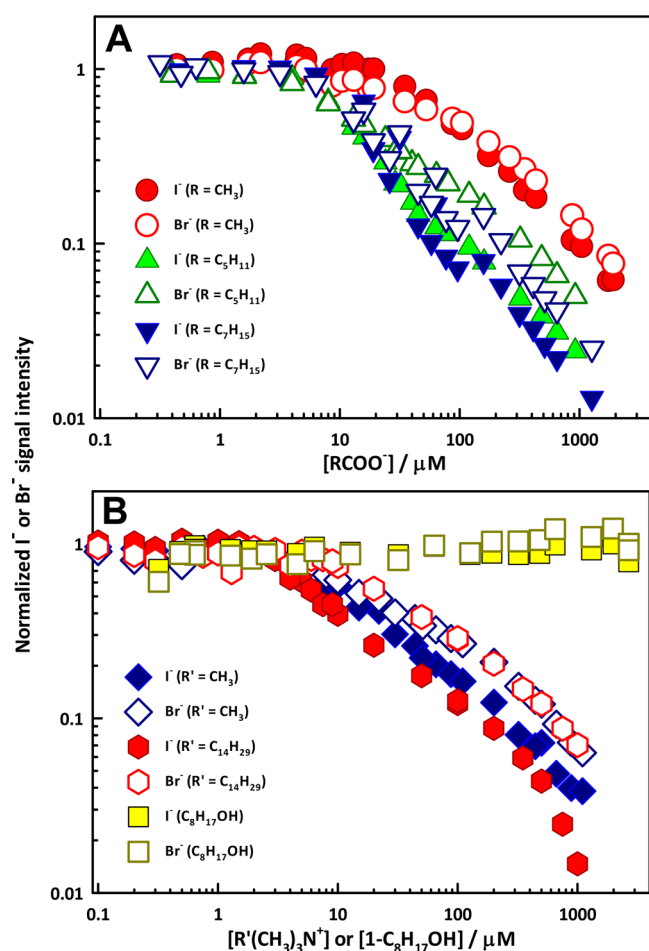 Normalized I⁻ or Br⁻ signal intensity
A
1
0.1
0.01
I⁻ (R = CH₃)
Br⁻ (R = CH₃)
I⁻ (R = C₅H₁₁)
Br⁻ (R = C₅H₁₁)
I⁻ (R = C₇H₁₅)
Br⁻ (R = C₇H₁₅)
0.1 1 10 100 1000
[RCOO⁻] / μM
B
1
0.1
0.01
I⁻ (R' = CH₃)
Br⁻ (R' = CH₃)
I⁻ (R' = C₁₄H₂₉)
Br⁻ (R' = C₁₄H₂₉)
I⁻ (C₈H₁₇OH)
Br⁻ (C₈H₁₇OH)
0.1 1 10 100 1000
[R'(CH₃)₃N⁺] or [1-C₈H₁₇OH] / μM